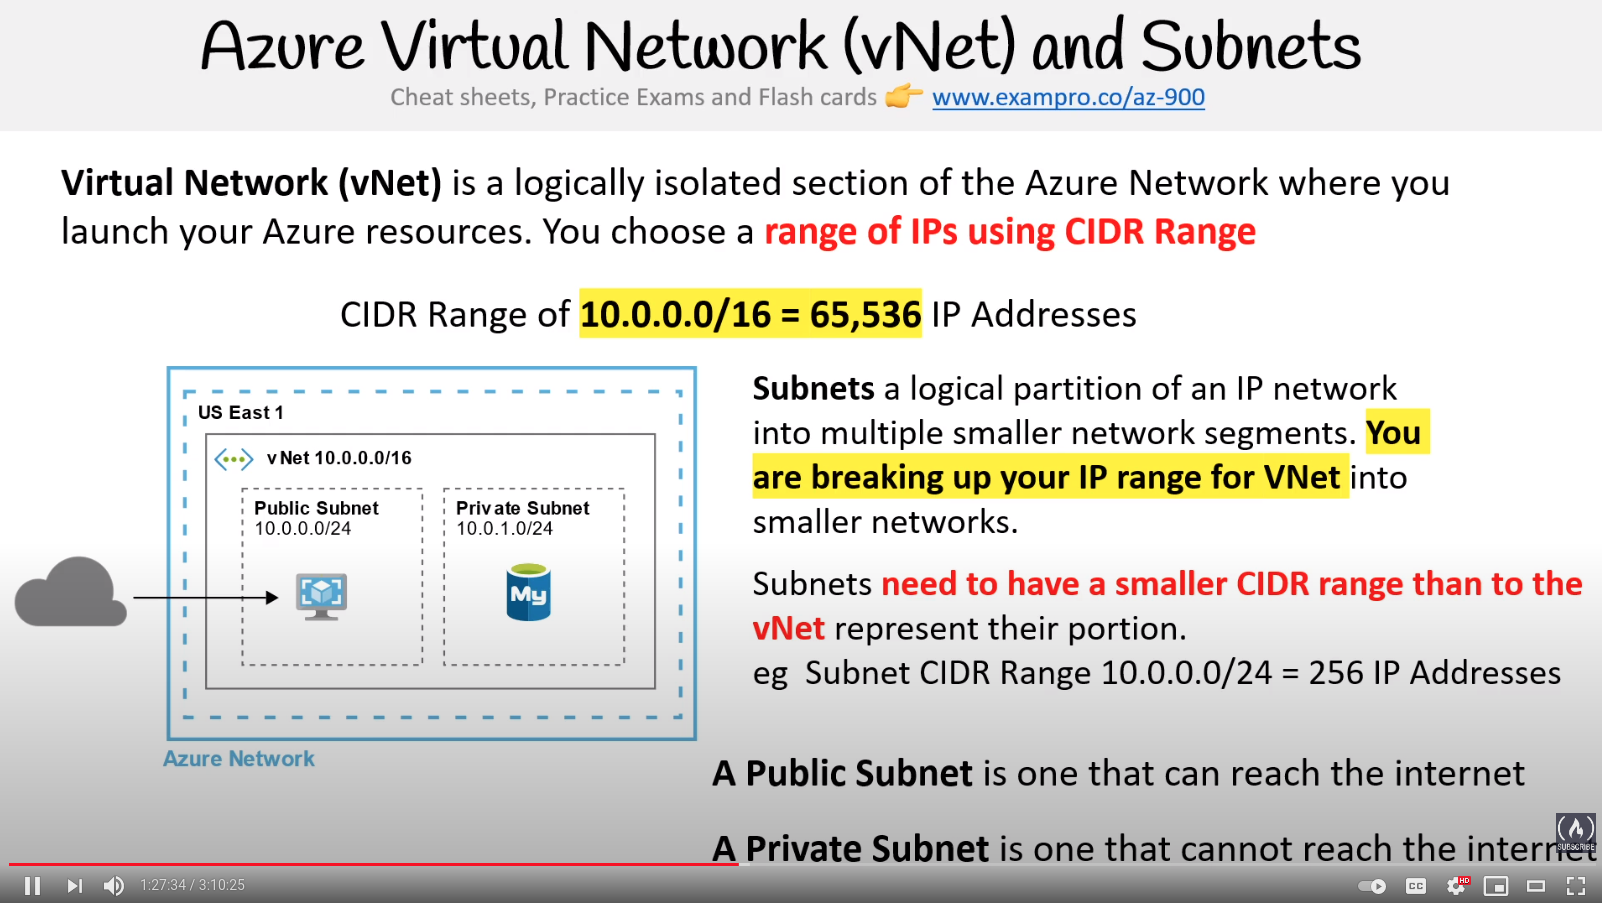 Azure Virtual Network (vNet) and Subnets
Cheat sheets, Practice Exams and Flash cards 👉 www.exampro.co/az-900
Virtual Network (vNet) is a logically isolated section of the Azure Network where you
launch your Azure resources. You choose a range of IPs using CIDR Range
CIDR Range of 10.0.0.0/16 = 65,536 IP Addresses
US East 1
vNet 10.0.0.0/16
Public Subnet
10.0.0.0/24
Private Subnet
10.0.1.0/24
My
Azure Network
Subnets a logical partition of an IP network
into multiple smaller network segments. You
are breaking up your IP range for VNet into
smaller networks.
Subnets need to have a smaller CIDR range than to the
vNet represent their portion.
eg Subnet CIDR Range 10.0.0.0/24 = 256 IP Addresses
A Public Subnet is one that can reach the internet
A Private Subnet is one that cannot reach the internet
SUBSCRIBE
1:27:34 / 3:10:25
CC
HD